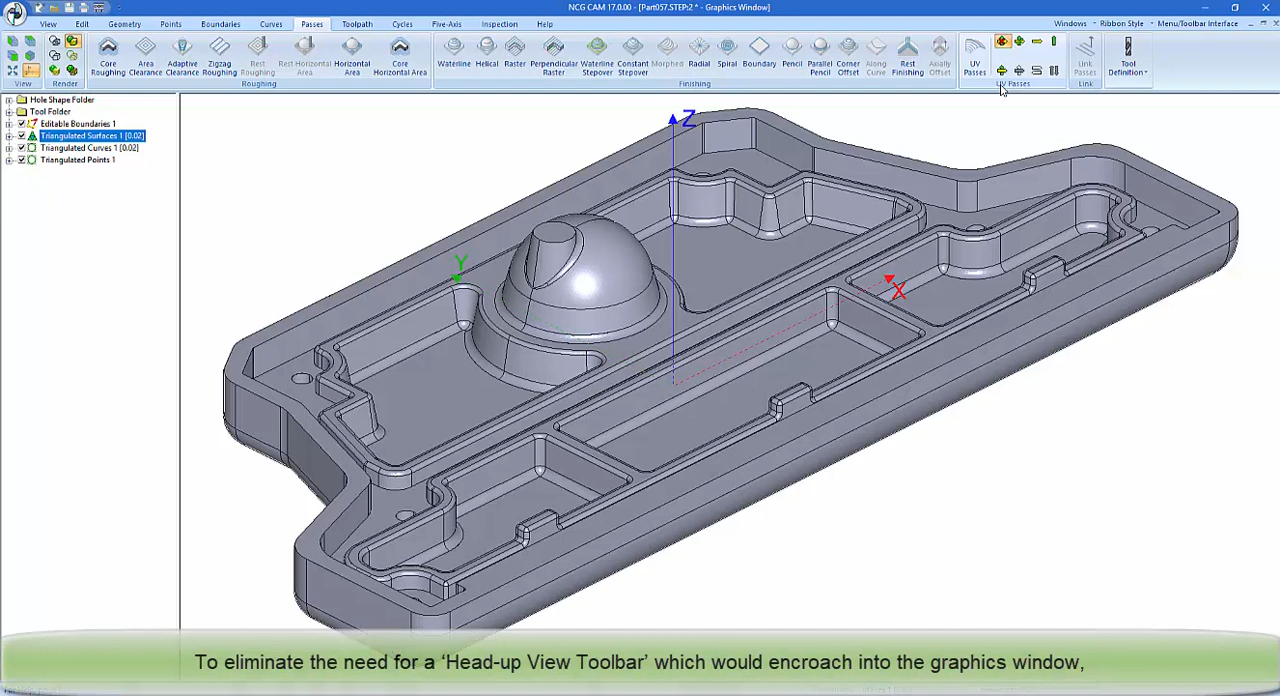 NCG CAM 17.0.00 - [Part057.STEP:2 * - Graphics Window]
View Edit Geometry Points Boundaries Curves Passes Toolpath Cycles Five-Axis Inspection Help
Windows Ribbon Style Menu/Toolbar Interface
Core Roughing
Area Clearance
Adaptive Clearance
Zigzag Roughing
Rest Roughing
Rest Horizontal Area
Horizontal Area
Core Horizontal Area
Waterline
Helical
Raster
Perpendicular Raster
Waterline Stepover
Constant Stepover
Morphed
Radial
Spiral
Boundary
Pencil
Parallel Pencil
Corner Offset
Along Curve
Rest Finishing
Axially Offset
UV Passes
Link Passes
Tool Definition
View Render Roughing Finishing UV Passes Link
Hole Shape Folder
Tool Folder
Editable Boundaries 1
Triangulated Surfaces 1 [0.02]
Triangulated Curves 1 [0.02]
Triangulated Points 1
Z
Y
X
To eliminate the need for a ‘Head-up View Toolbar’ which would encroach into the graphics window,